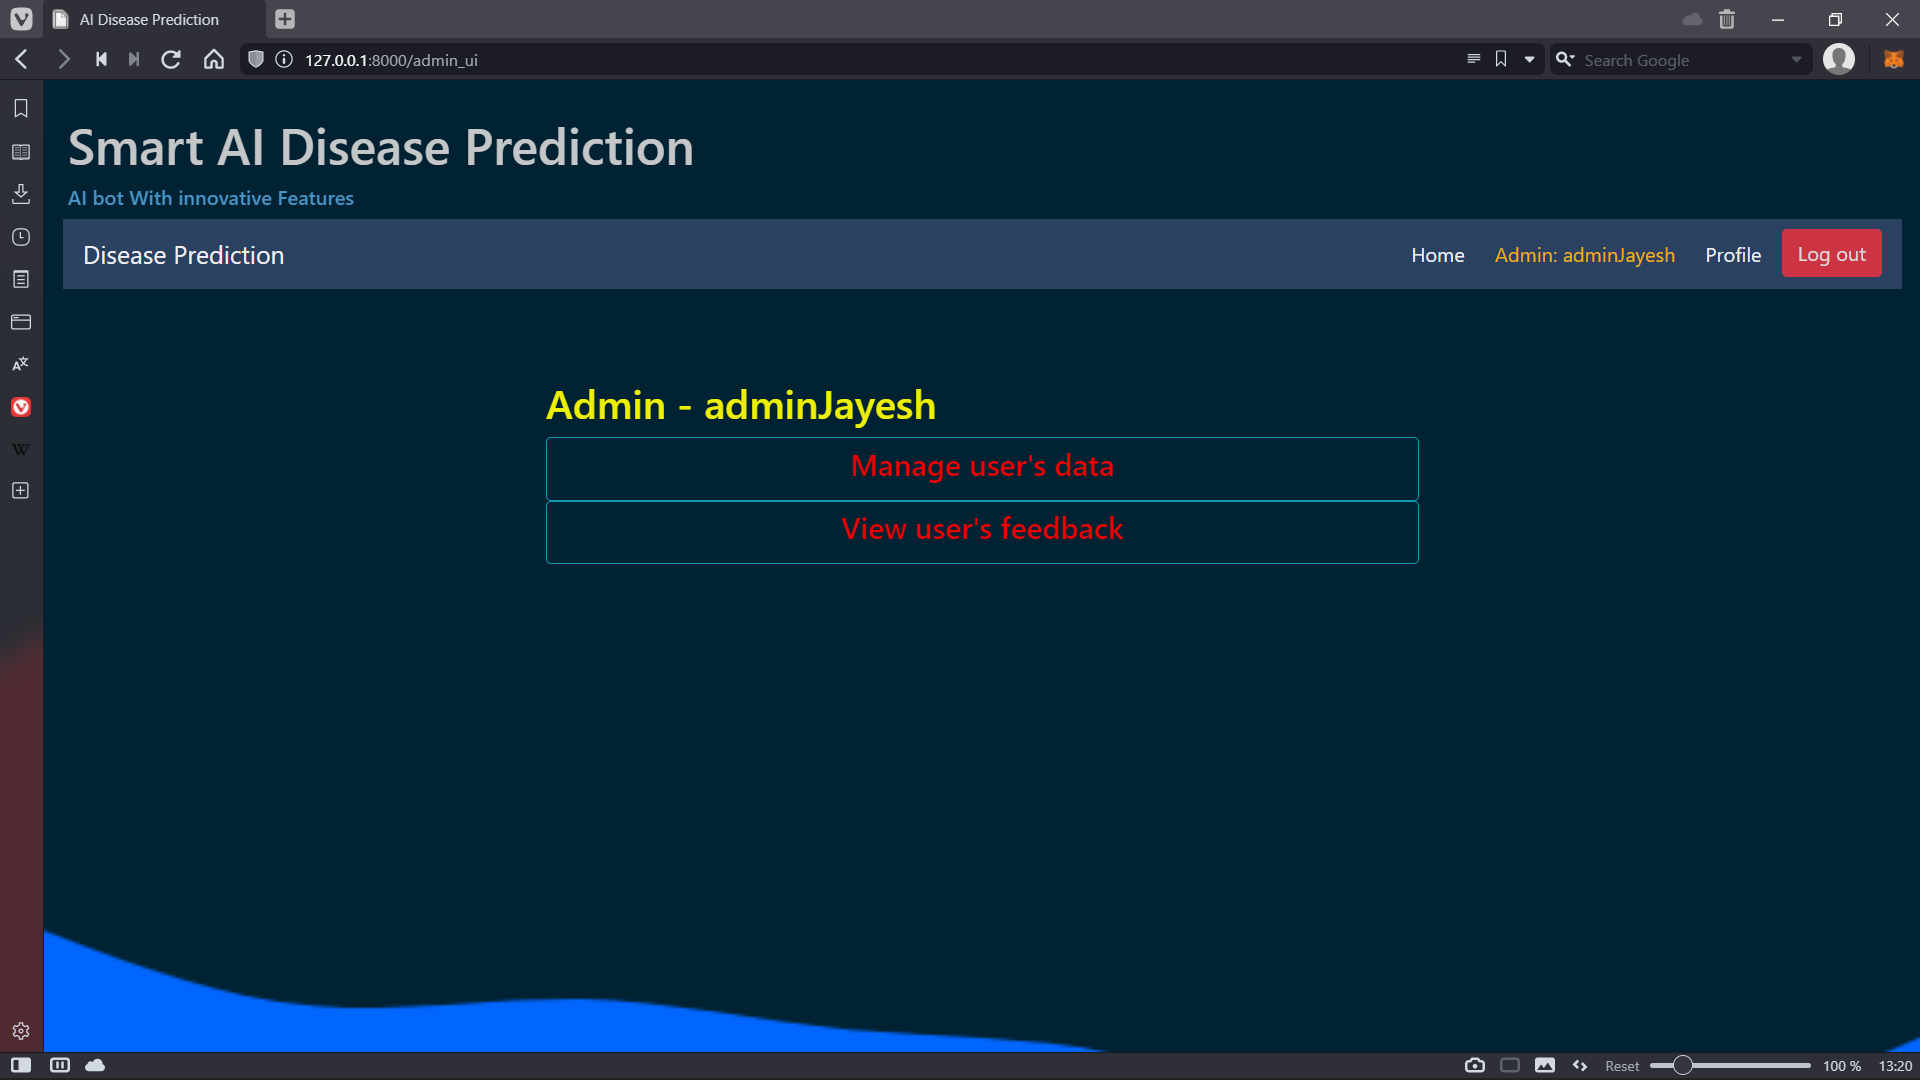 AI Disease Prediction
127.0.0.1:8000/admin_ui
Search Google
Smart AI Disease Prediction
AI bot With innovative Features
Disease Prediction
Home
Admin: adminJayesh
Profile
Log out
Admin - adminJayesh
Manage user's data
View user's feedback
W
Reset
100 %
13:20